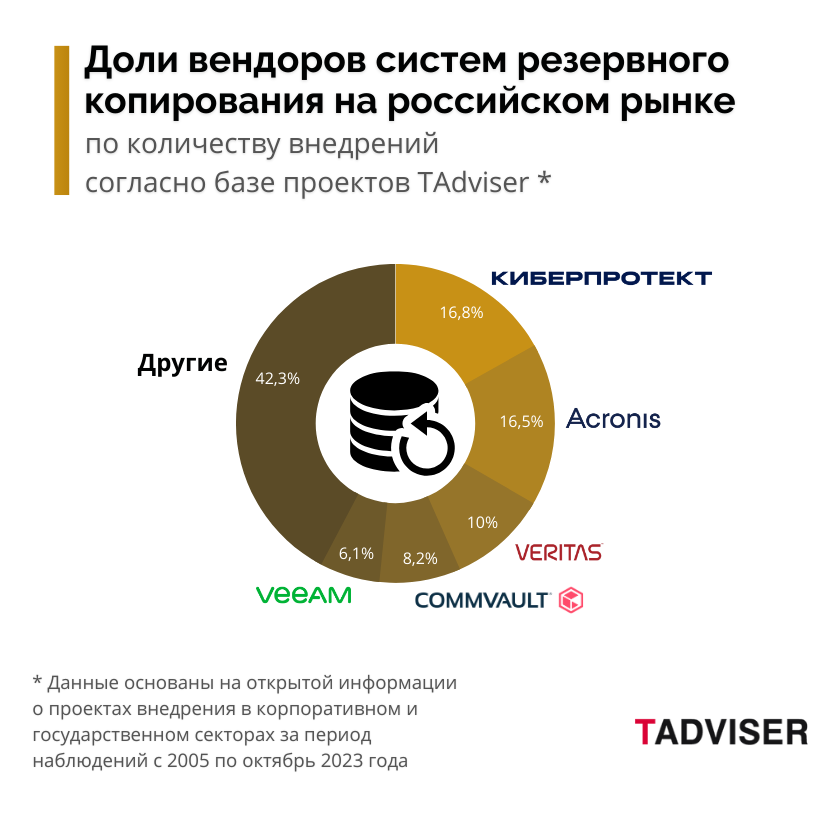 Доли вендоров систем резервного
копирования на российском рынке
по количеству внедрений
согласно базе проектов TAdviser *
КИБЕРПРОТЕКТ
16,8%
Другие
42,3%
16,5%
Acronis
10%
VERITAS
6,1%
8,2%
veeAM
COMMVAULT
* Данные основаны на открытой информации
о проектах внедрения в корпоративном и
государственном секторах за период
наблюдений с 2005 по октябрь 2023 года
TADVISER